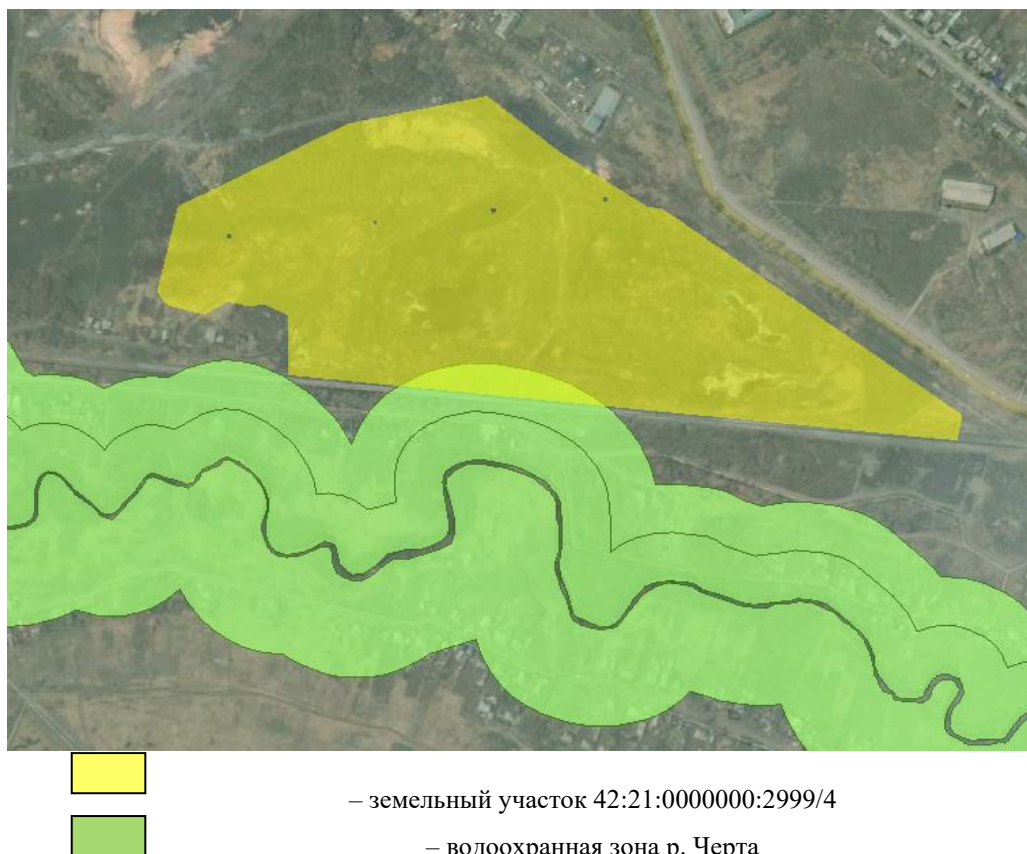 – земельный участок 42:21:0000000:2999/4
– водоохранная зона р. Черта